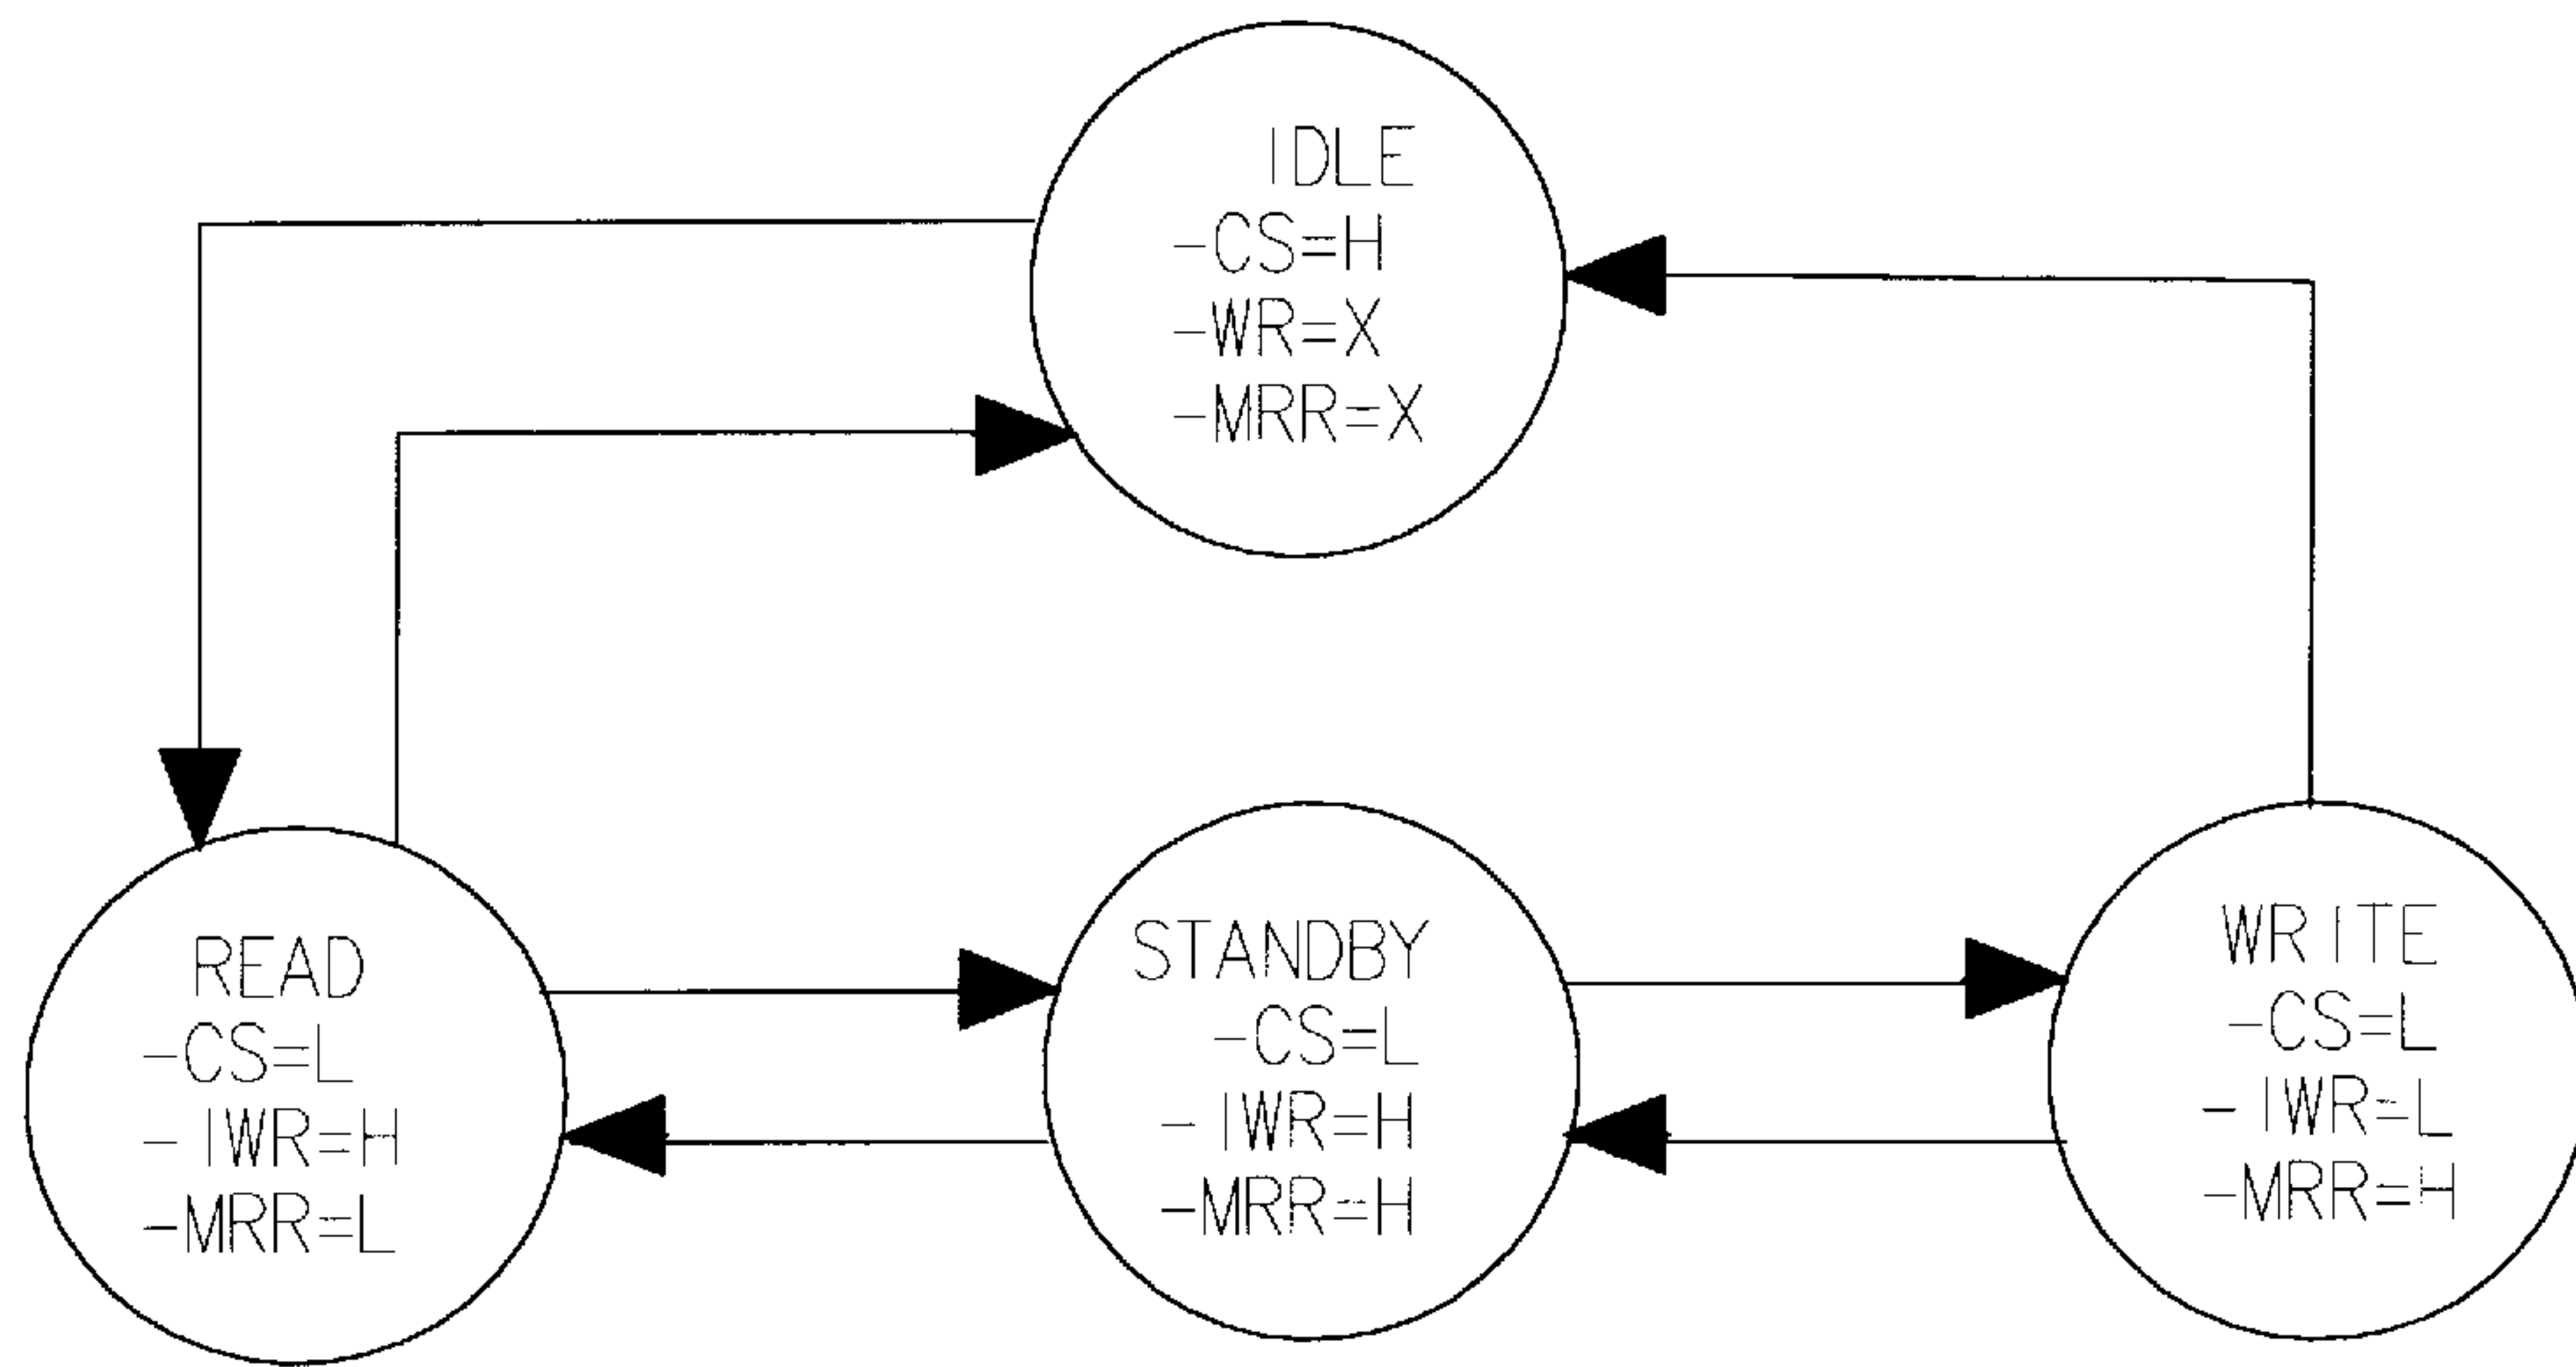 IDLE
-CS=H
-WR=X
-MRR=X
READ
-CS=L
-IWR=H
-MRR=L
STANDBY
-CS=L
-IWR=H
-MRR=H
WRITE
-CS=L
-IWR=L
-MRR=H